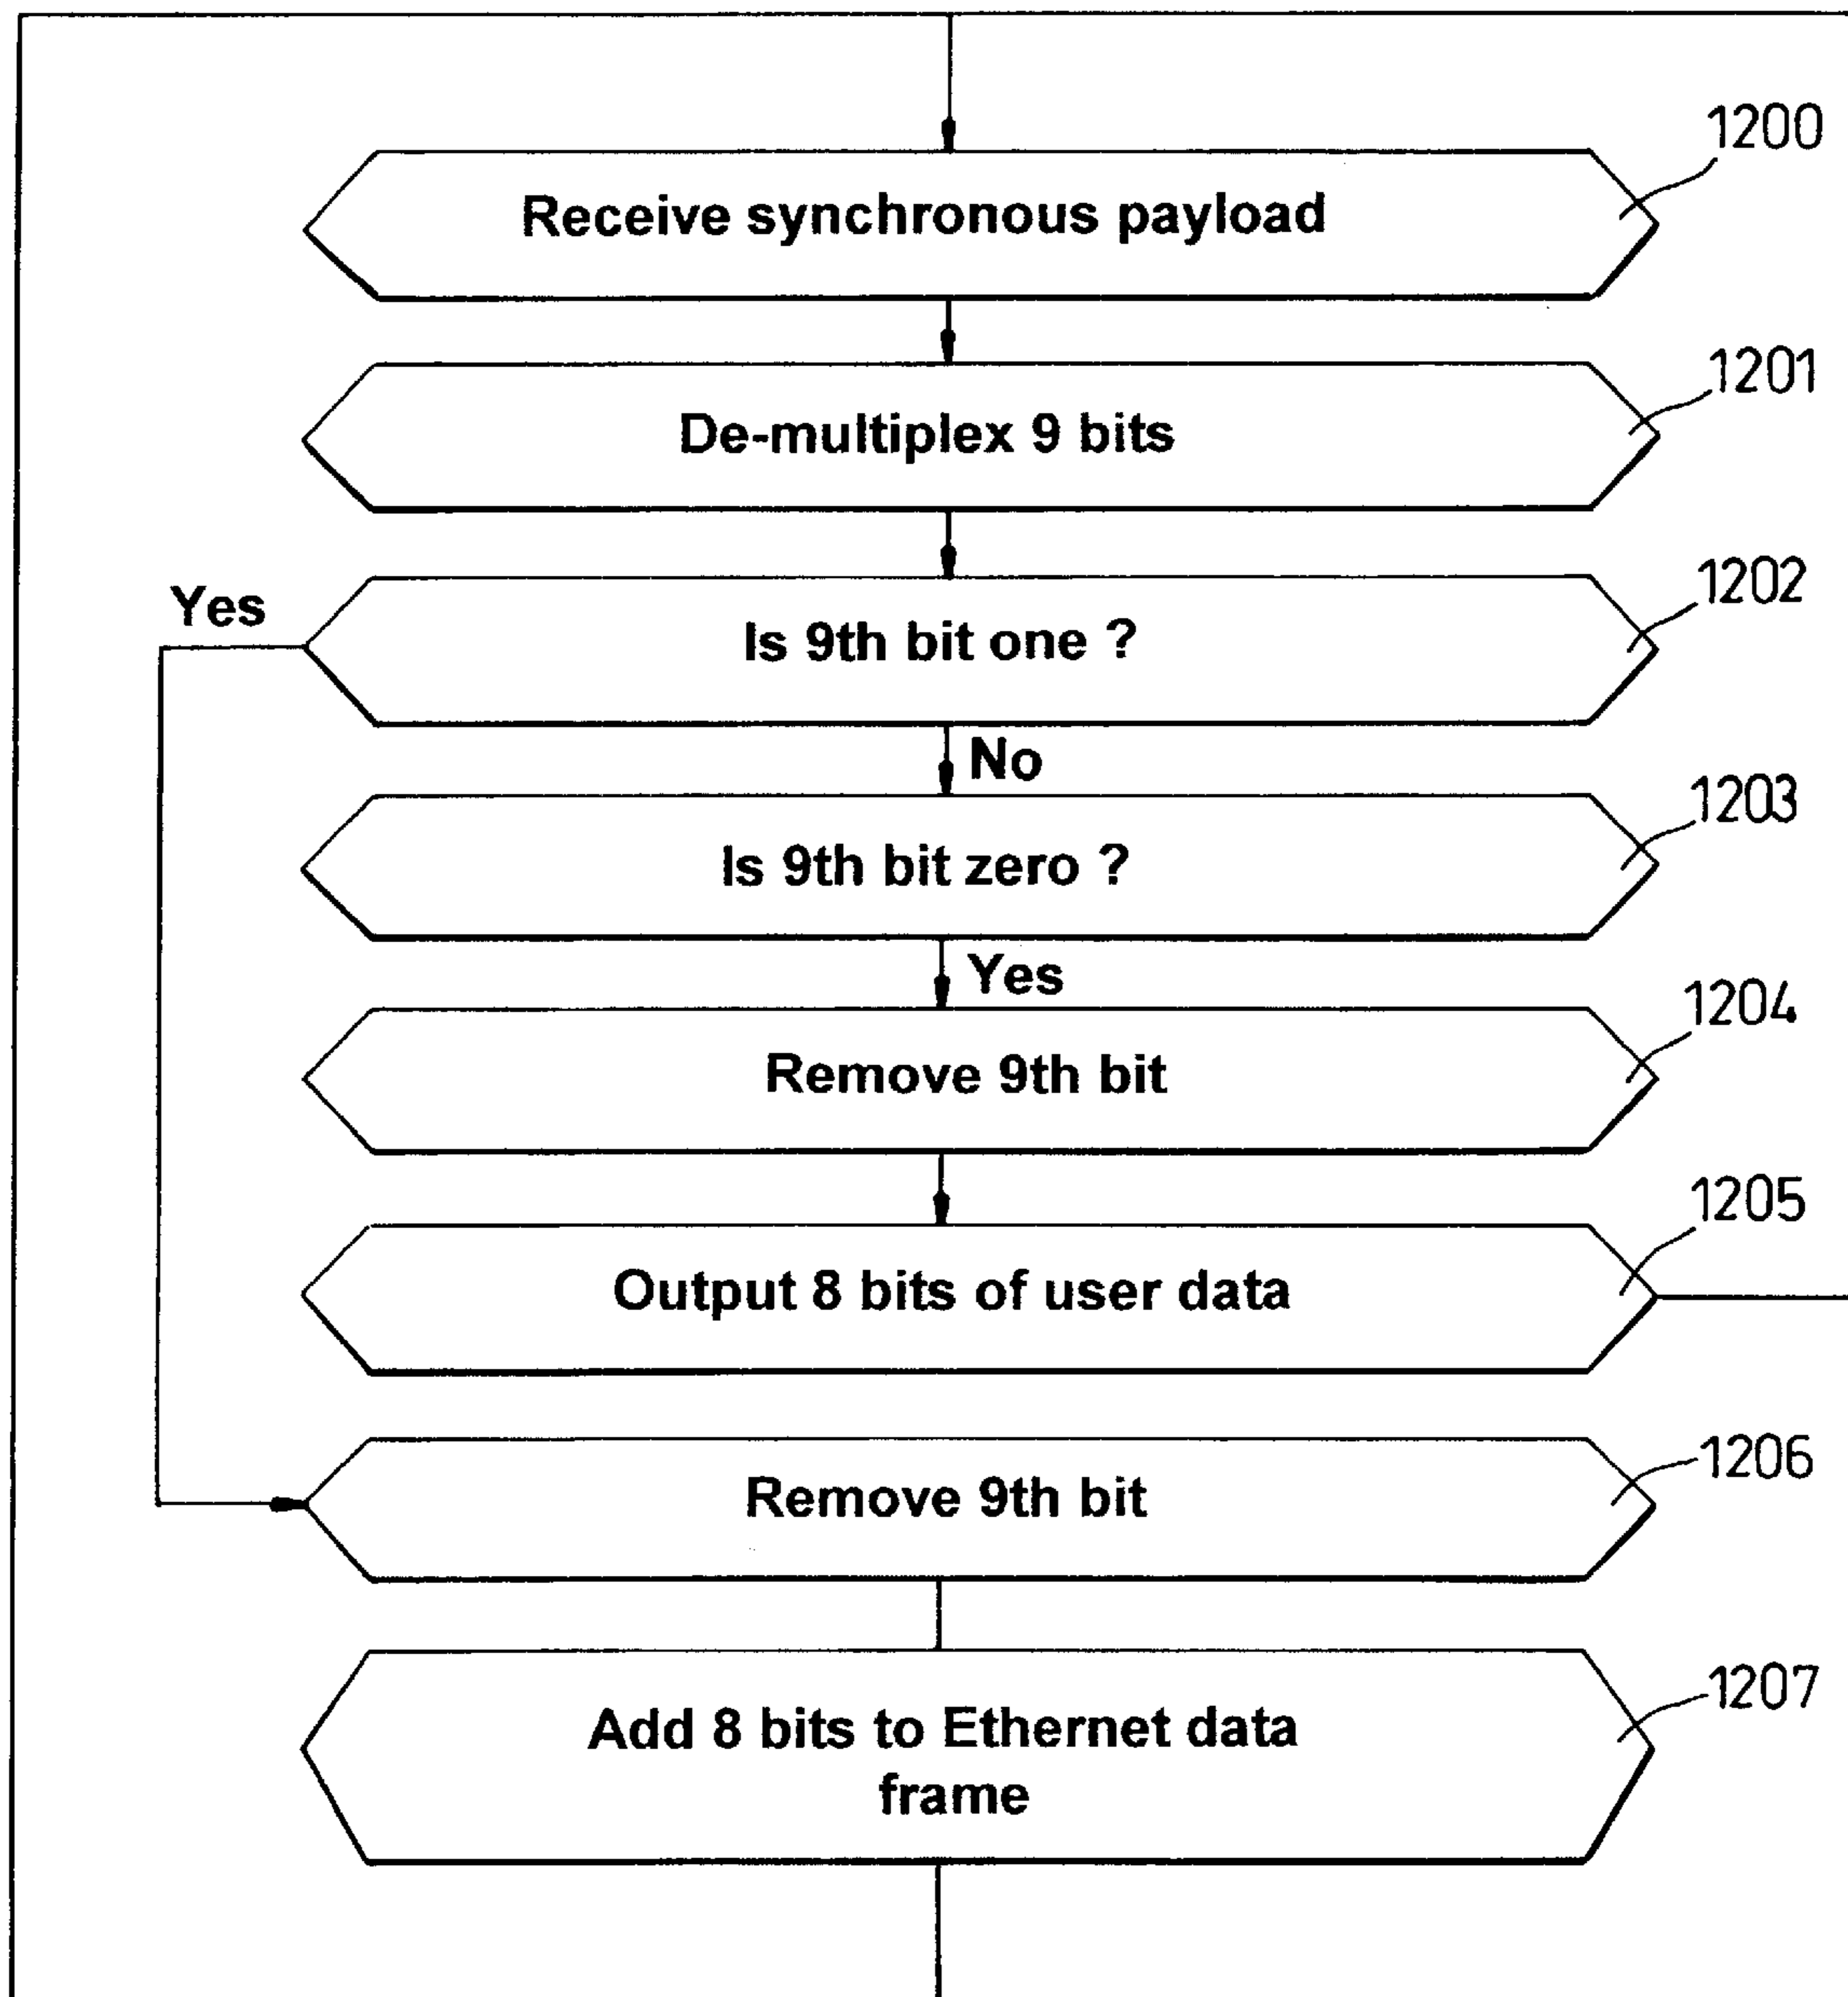 1200
Receive synchronous payload
1201
De-multiplex 9 bits
1202
Yes
Is 9th bit one ?
No
1203
Is 9th bit zero ?
Yes
1204
Remove 9th bit
1205
Output 8 bits of user data
1206
Remove 9th bit
1207
Add 8 bits to Ethernet data
frame